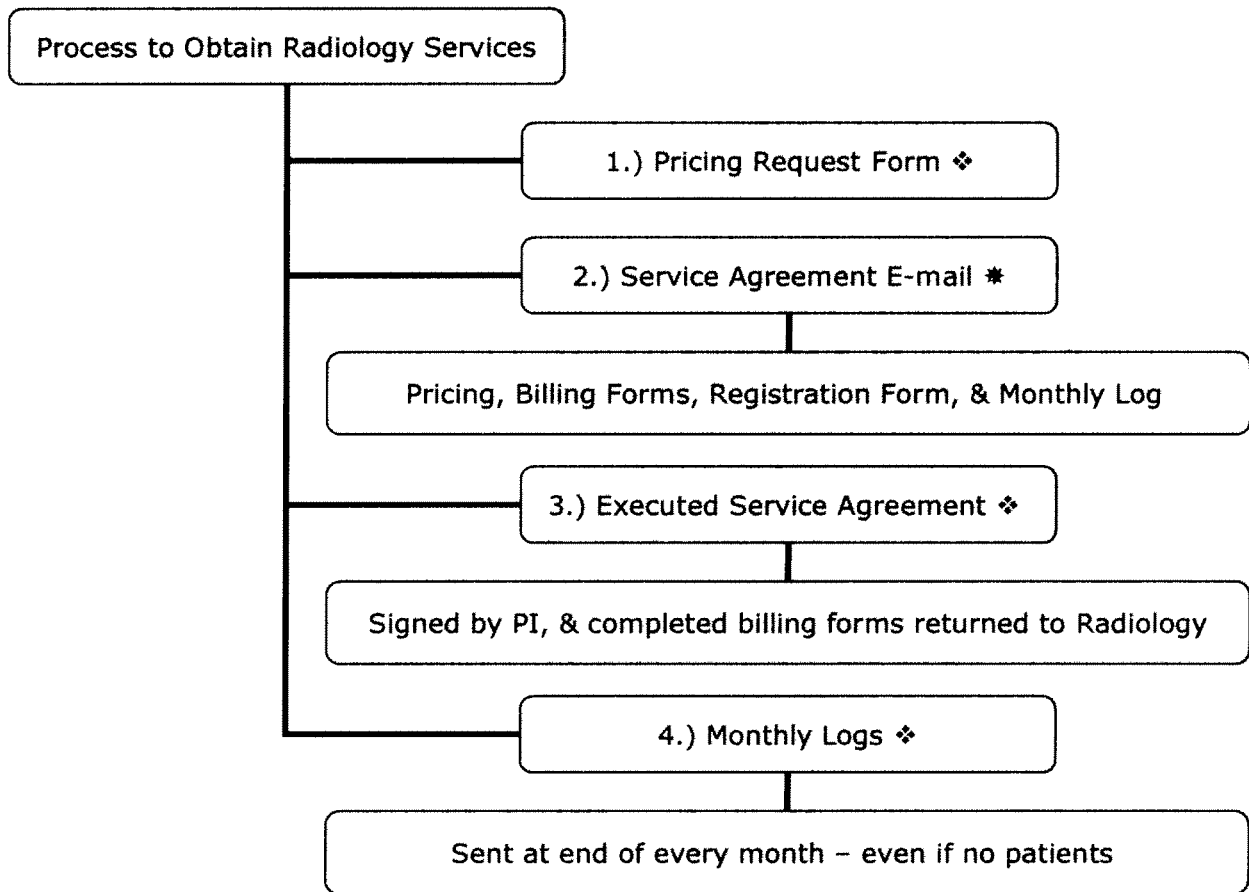 Process to Obtain Radiology Services
1.) Pricing Request Form ❖
2.) Service Agreement E-mail ✸
Pricing, Billing Forms, Registration Form, & Monthly Log
3.) Executed Service Agreement ❖
Signed by PI, & completed billing forms returned to Radiology
4.) Monthly Logs ❖
Sent at end of every month – even if no patients